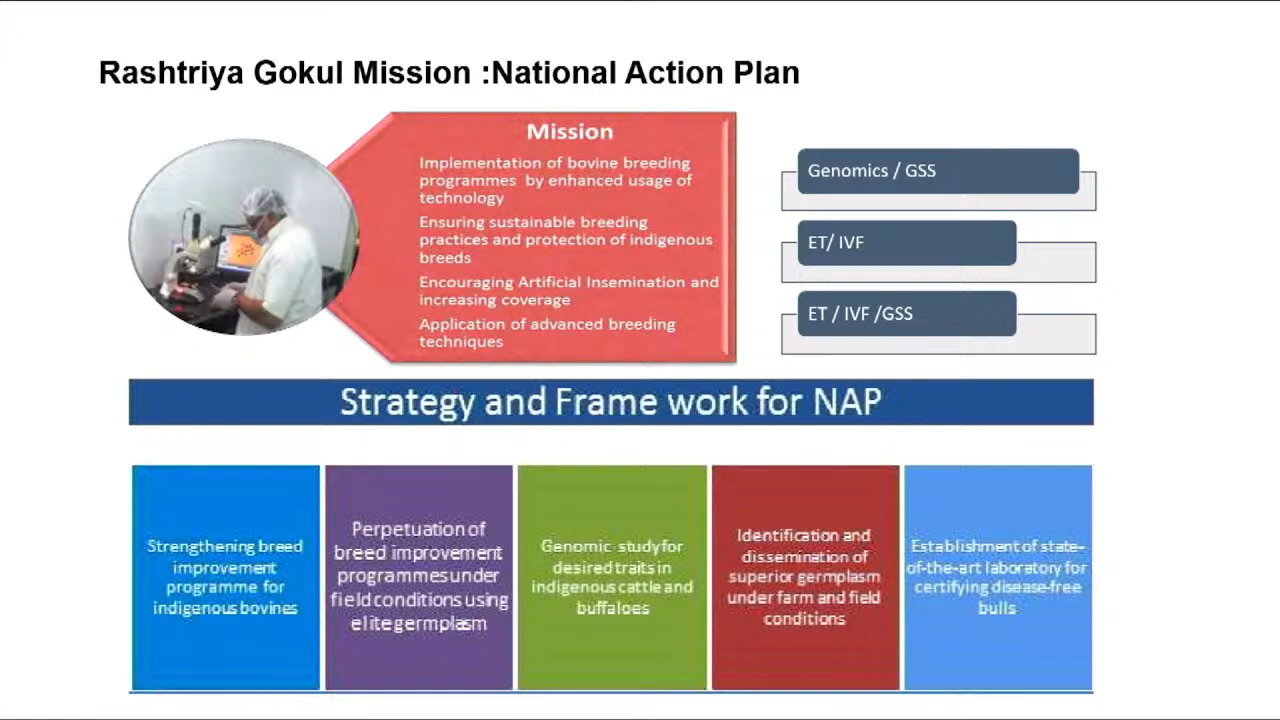 Rashtriya Gokul Mission :National Action Plan
Mission
Implementation of bovine breeding
programmes by enhanced usage of
technology
Ensuring sustainable breeding
practices and protection of indigenous
breeds
Encouraging Artificial Insemination and
increasing coverage
Application of advanced breeding
techniques
Genomics / GSS
ET/ IVF
ET / IVF /GSS
Strategy and Frame work for NAP
Strengthening breed
improvement
programme for
indigenous bovines
Perpetuation of
breed improvement
programmes under
field conditions using
elite germplasm
Genomic study for
desired traits in
indigenous cattle and
buffaloes
Identification and
dissemination of
superior germplasm
under farm and field
conditions
Establishment of state-
of-the-art laboratory for
certifying disease-free
bulls